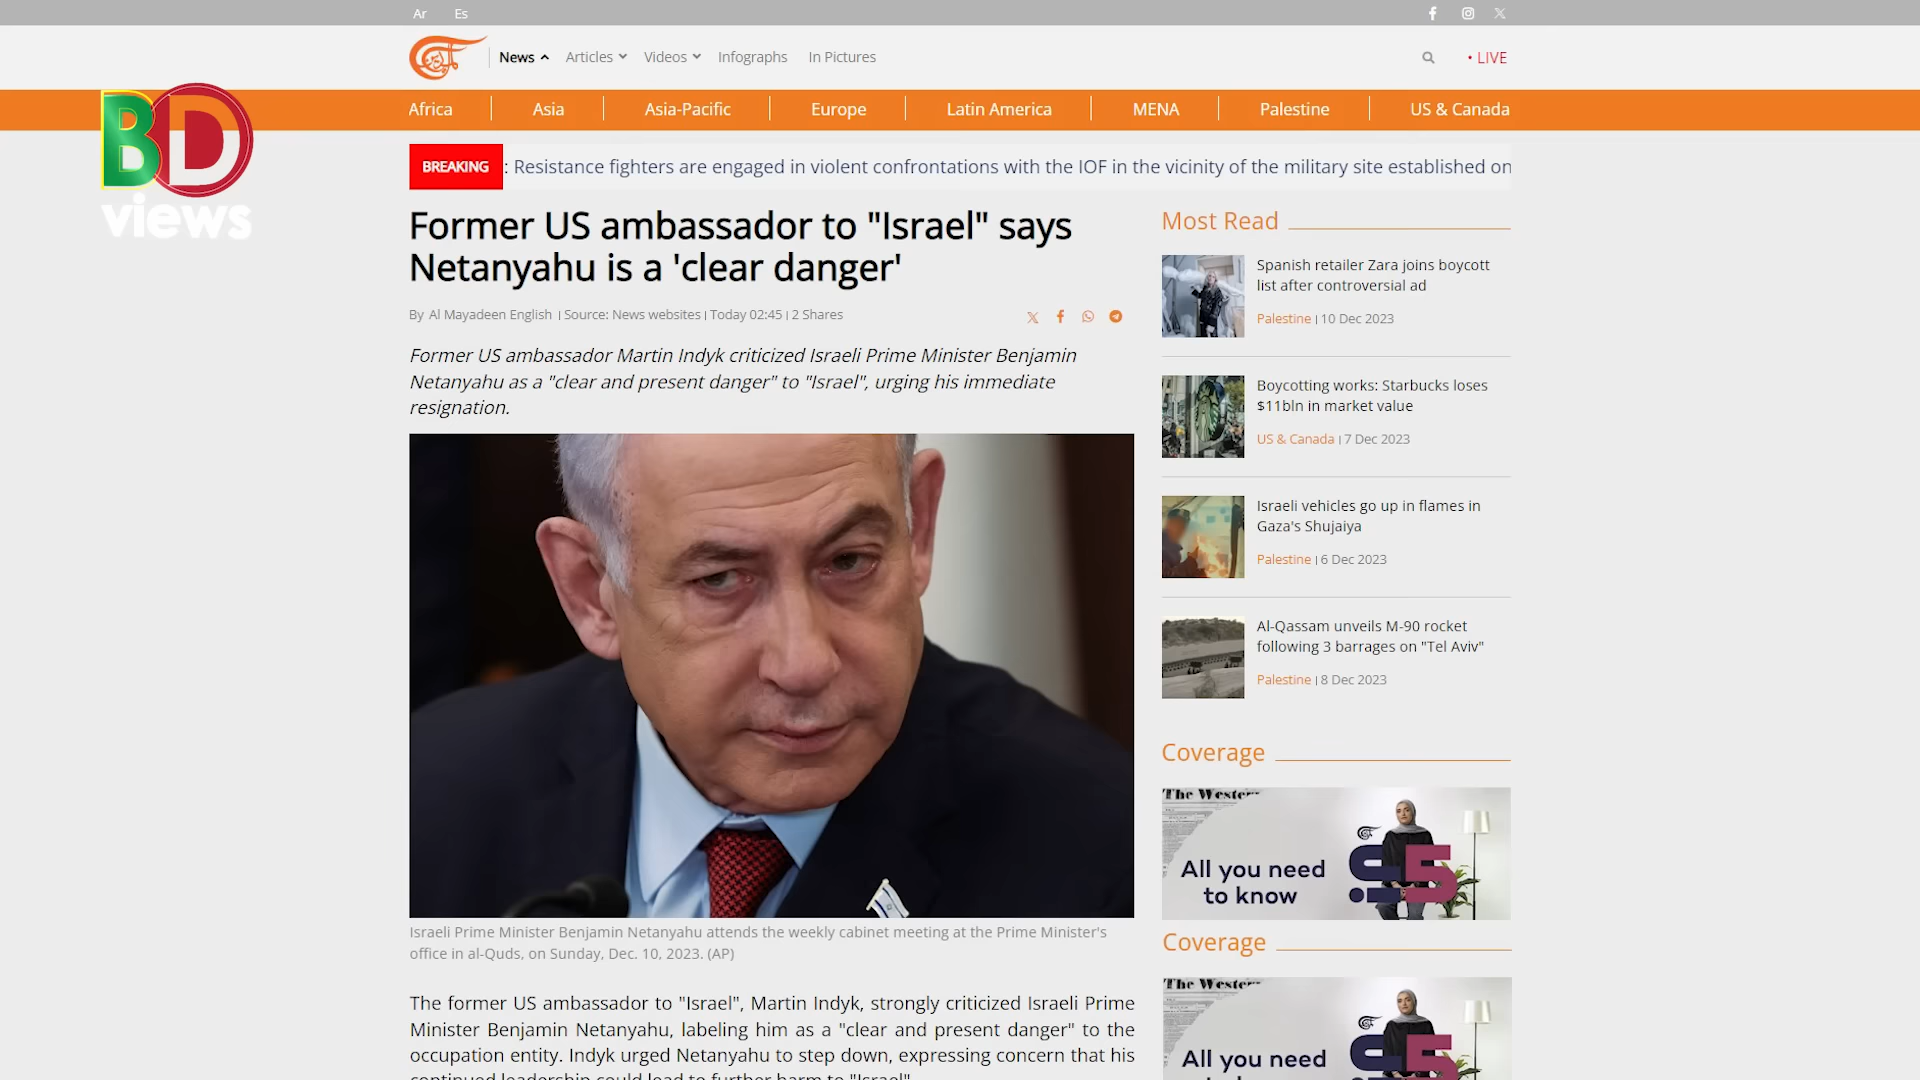 Ar Es
News Articles Videos Infographs In Pictures
• LIVE
BD
views
Africa Asia Asia-Pacific Europe Latin America MENA Palestine US & Canada
BREAKING : Resistance fighters are engaged in violent confrontations with the IOF in the vicinity of the military site established on
Former US ambassador to "Israel" says
Netanyahu is a 'clear danger'
By Al Mayadeen English | Source: News websites | Today 02:45 | 2 Shares
Former US ambassador Martin Indyk criticized Israeli Prime Minister Benjamin
Netanyahu as a "clear and present danger" to "Israel", urging his immediate
resignation.
Israeli Prime Minister Benjamin Netanyahu attends the weekly cabinet meeting at the Prime Minister's
office in al-Quds, on Sunday, Dec. 10, 2023. (AP)
The former US ambassador to "Israel", Martin Indyk, strongly criticized Israeli Prime
Minister Benjamin Netanyahu, labeling him as a "clear and present danger" to the
occupation entity. Indyk urged Netanyahu to step down, expressing concern that his
continued leadership could lead to further harm to "Israel".
Most Read
Spanish retailer Zara joins boycott
list after controversial ad
Palestine | 10 Dec 2023
Boycotting works: Starbucks loses
$11bln in market value
US & Canada | 7 Dec 2023
Israeli vehicles go up in flames in
Gaza's Shujaiya
Palestine | 6 Dec 2023
Al-Qassam unveils M-90 rocket
following 3 barrages on "Tel Aviv"
Palestine | 8 Dec 2023
Coverage
The Western
All you need
to know
Coverage
The Western
All you need